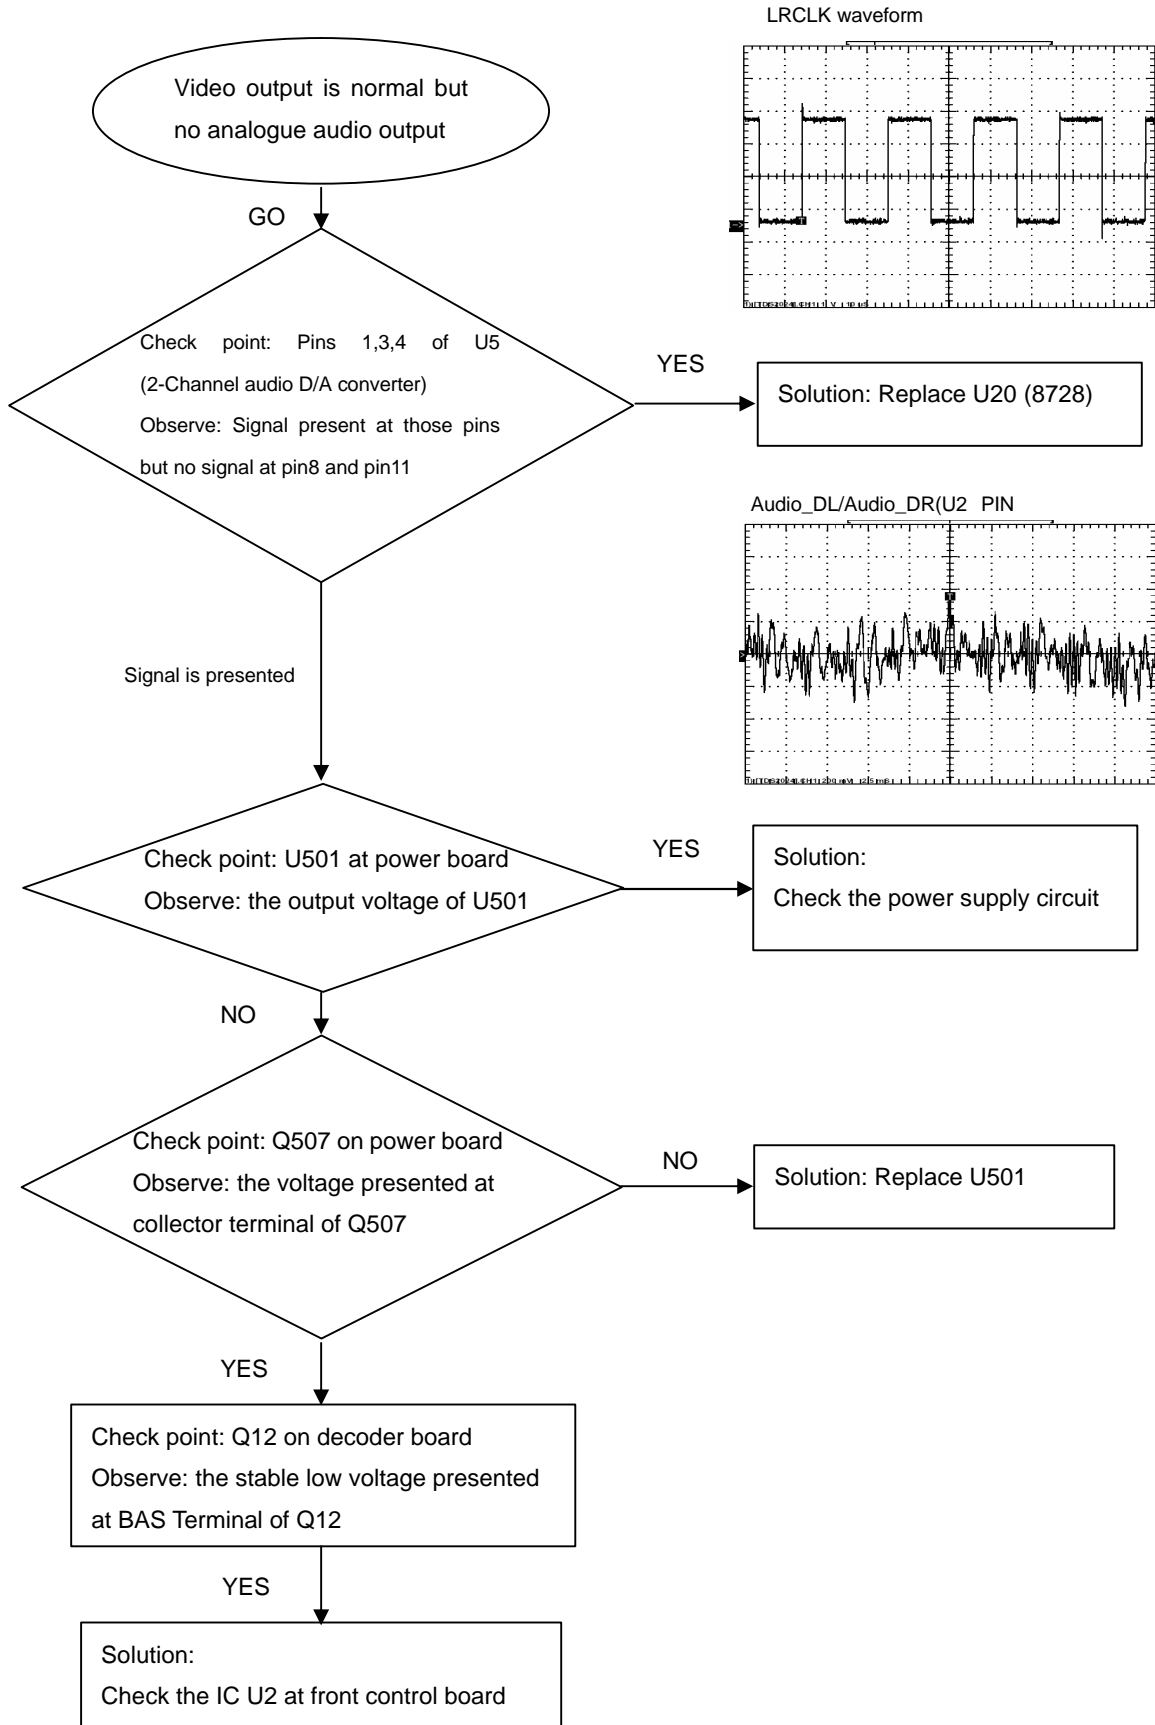 LRCLK waveform
Video output is normal but
no analogue audio output
GO
Check point: Pins 1,3,4 of U5
(2-Channel audio D/A converter)
Observe: Signal present at those pins
but no signal at pin8 and pin11
YES
Solution: Replace U20 (8728)
Audio_DL/Audio_DR(U2 PIN
Signal is presented
Check point: U501 at power board
Observe: the output voltage of U501
YES
Solution:
Check the power supply circuit
NO
Check point: Q507 on power board
Observe: the voltage presented at
collector terminal of Q507
NO
Solution: Replace U501
YES
Check point: Q12 on decoder board
Observe: the stable low voltage presented
at BAS Terminal of Q12
YES
Solution:
Check the IC U2 at front control board